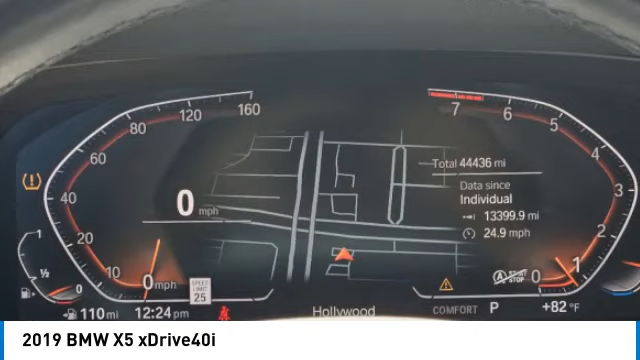 160
120
80
60
40
20
10
0 mph
0 mph
1
½
0
110 mi
12:24 pm
SPEED
LIMIT
25
Hollywood
7
6
5
4
3
2
1
0
Total 44436 mi
Data since
Individual
13399.9 mi
24.9 mph
A START
STOP
COMFORT P
+82 °F
2019 BMW X5 xDrive40i